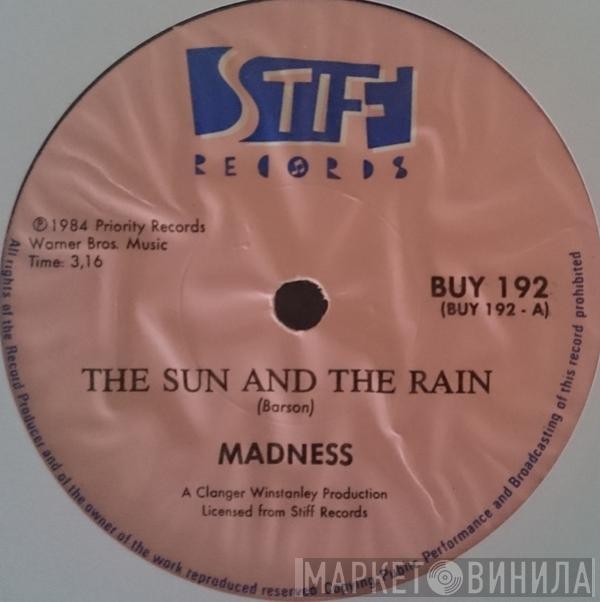 STIFF
RECORDS
℗ 1984 Priority Records
Warner Bros. Music
Time: 3,16
BUY 192
(BUY 192 - A)
THE SUN AND THE RAIN
(Barson)
MADNESS
A Clanger Winstanley Production
Licensed from Stiff Records
All rights of the Record Producer and of the owner of the work reproduced reserved Copying, Public Performance and Broadcasting of this record prohibited
МАРКЕТ ВИНИЛА